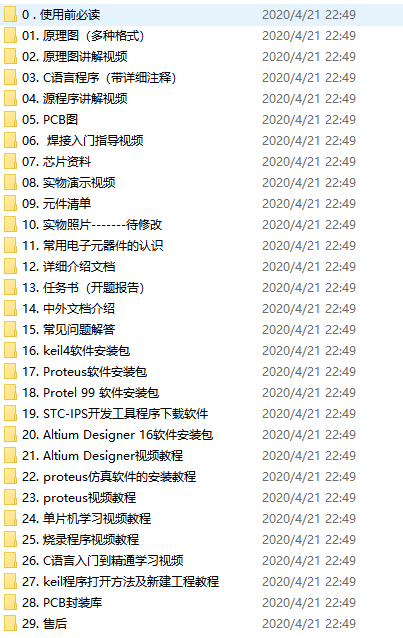 0 . 使用前必读 2020/4/21 22:49
01. 原理图（多种格式） 2020/4/21 22:49
02. 原理图讲解视频 2020/4/21 22:49
03. C语言程序（带详细注释） 2020/4/21 22:49
04. 源程序讲解视频 2020/4/21 22:49
05. PCB图 2020/4/21 22:49
06.  焊接入门指导视频 2020/4/21 22:49
07. 芯片资料 2020/4/21 22:49
08. 实物演示视频 2020/4/21 22:49
09. 元件清单 2020/4/21 22:49
10. 实物照片-------待修改 2020/4/21 22:49
11. 常用电子元器件的认识 2020/4/21 22:49
12. 详细介绍文档 2020/4/21 22:49
13. 任务书（开题报告） 2020/4/21 22:49
14. 中外文档介绍 2020/4/21 22:49
15. 常见问题解答 2020/4/21 22:49
16. keil4软件安装包 2020/4/21 22:49
17. Proteus软件安装包 2020/4/21 22:49
18. Protel 99 软件安装包 2020/4/21 22:49
19. STC-IPS开发工具程序下载软件 2020/4/21 22:49
20. Altium Designer 16软件安装包 2020/4/21 22:49
21. Altium Designer视频教程 2020/4/21 22:49
22. proteus仿真软件的安装教程 2020/4/21 22:49
23. proteus视频教程 2020/4/21 22:49
24. 单片机学习视频教程 2020/4/21 22:49
25. 烧录程序视频教程 2020/4/21 22:49
26. C语言入门到精通学习视频 2020/4/21 22:49
27. keil程序打开方法及新建工程教程 2020/4/21 22:49
28. PCB封装库 2020/4/21 22:49
29. 售后 2020/4/21 22:49